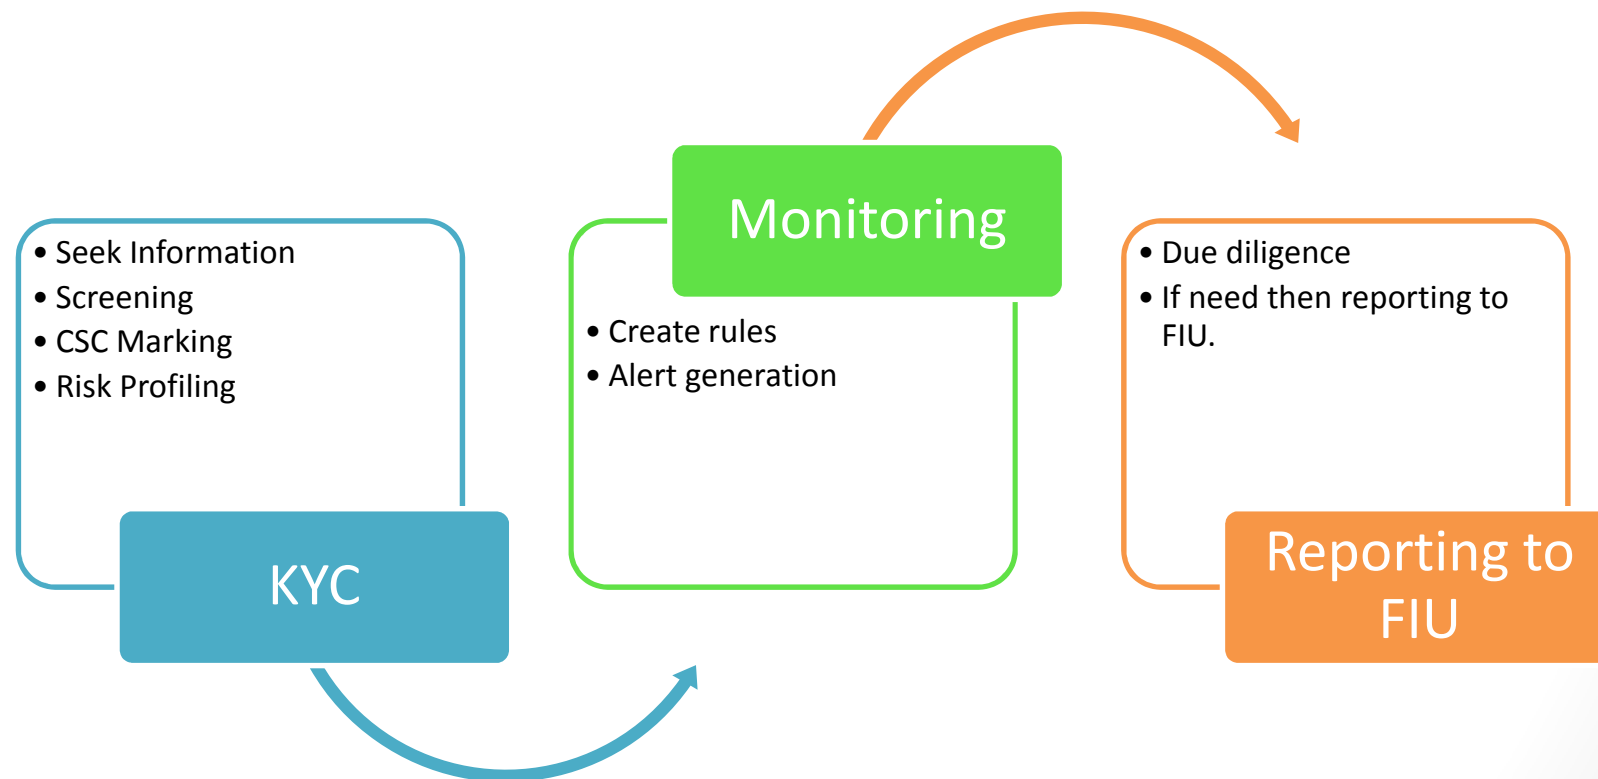 • Seek Information
• Screening
• CSC Marking
• Risk Profiling
KYC
Monitoring
• Create rules
• Alert generation
• Due diligence
• If need then reporting to
FIU.
Reporting to
FIU